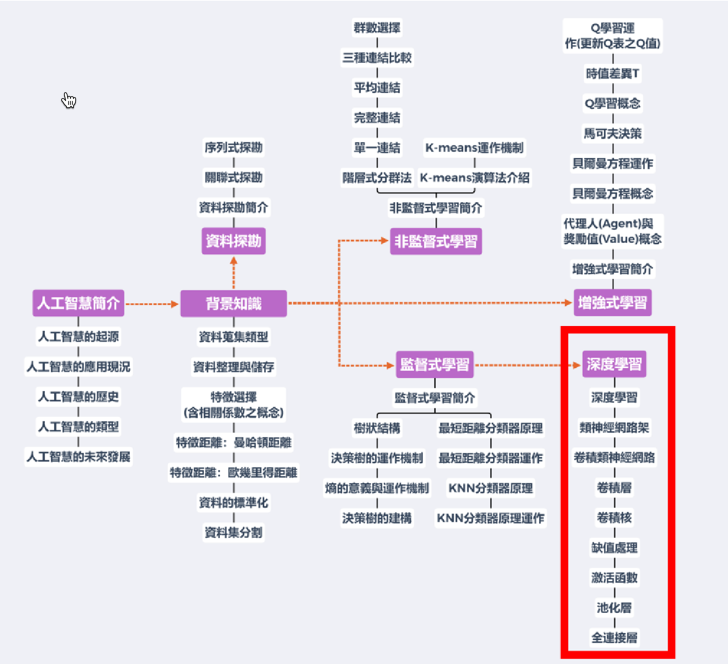 群數選擇
三種連結比較
平均連結
完整連結
單一連結
階層式分群法
K-means運作機制
K-means演算法介紹
非監督式學習簡介
非監督式學習
Q學習運
作(更新Q表之Q值)
時值差異T
Q學習概念
馬可夫決策
貝爾曼方程運作
貝爾曼方程概念
代理人(Agent)與
獎勵值(Value)概念
增強式學習簡介
增強式學習
序列式探勘
關聯式探勘
資料探勘簡介
資料探勘
人工智慧簡介
人工智慧的起源
人工智慧的應用現況
人工智慧的歷史
人工智慧的類型
人工智慧的未來發展
背景知識
資料蒐集類型
資料整理與儲存
特徵選擇
(含相關係數之概念)
特徵距離：曼哈頓距離
特徵距離：歐幾里得距離
資料的標準化
資料集分割
監督式學習
監督式學習簡介
樹狀結構
決策樹的運作機制
熵的意義與運作機制
決策樹的建構
最短距離分類器原理
最短距離分類器運作
KNN分類器原理
KNN分類器原理運作
深度學習
深度學習
類神經網路架
卷積類神經網路
卷積層
卷積核
缺值處理
激活函數
池化層
全連接層